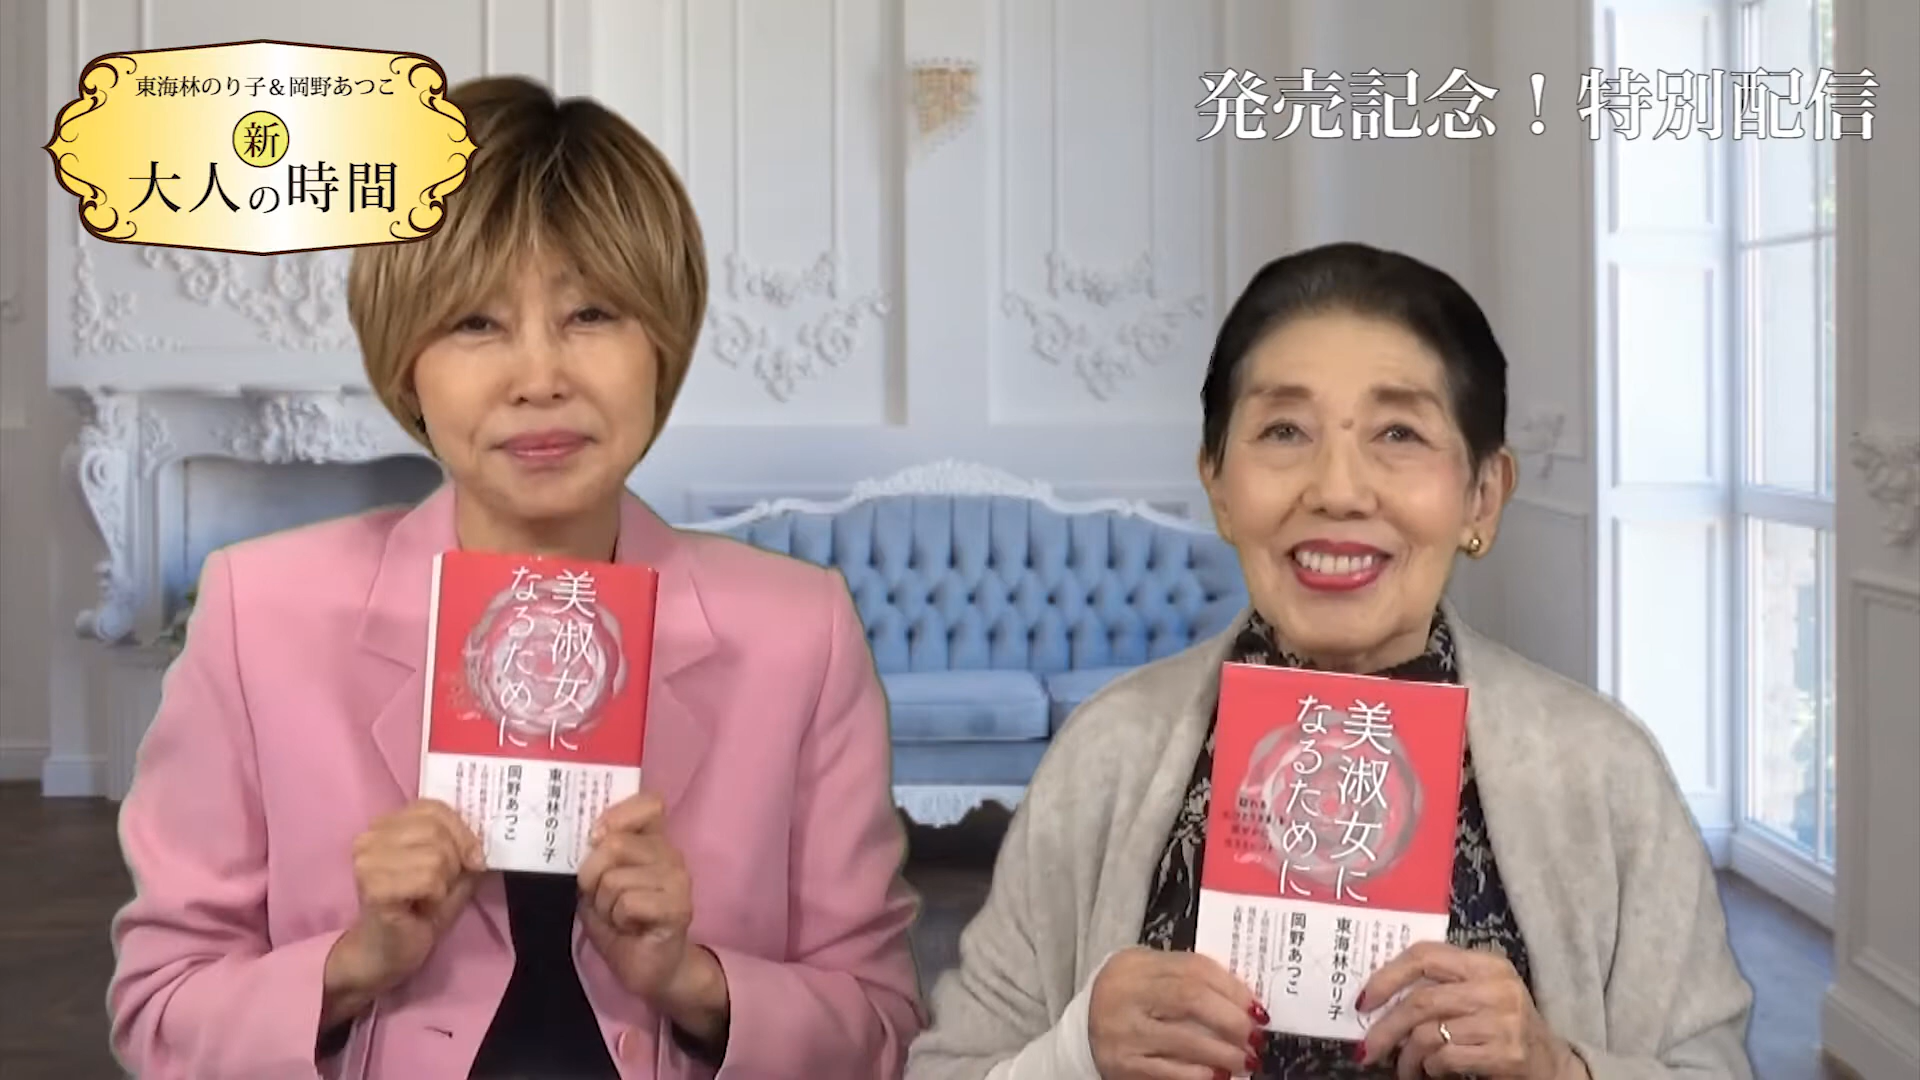 東海林のり子&岡野あつこ
新
大人の時間
発売記念！特別配信
美淑女に
なるために
東海林のり子
岡野あつこ
美淑女に
なるために
東海林のり子
岡野あつこ